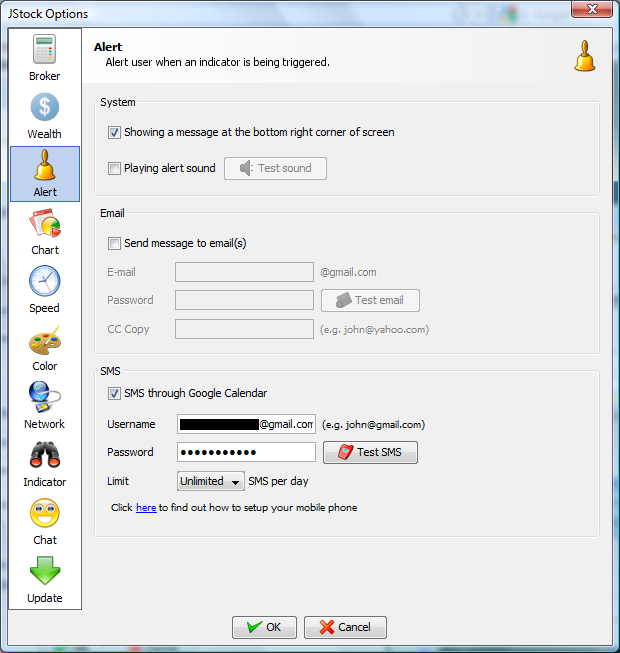 JStock Options
Broker
Wealth
Alert
Chart
Speed
Color
Network
Indicator
Chat
Update
Alert
Alert user when an indicator is being triggered.
System
Showing a message at the bottom right corner of screen
Playing alert sound Test sound
Email
Send message to email(s)
E-mail @gmail.com
Password Test email
CC Copy (e.g. john@yahoo.com)
SMS
SMS through Google Calendar
Username @gmail.com (e.g. john@gmail.com)
Password ●●●●●●●●●●● Test SMS
Limit Unlimited SMS per day
Click here to find out how to setup your mobile phone
OK Cancel